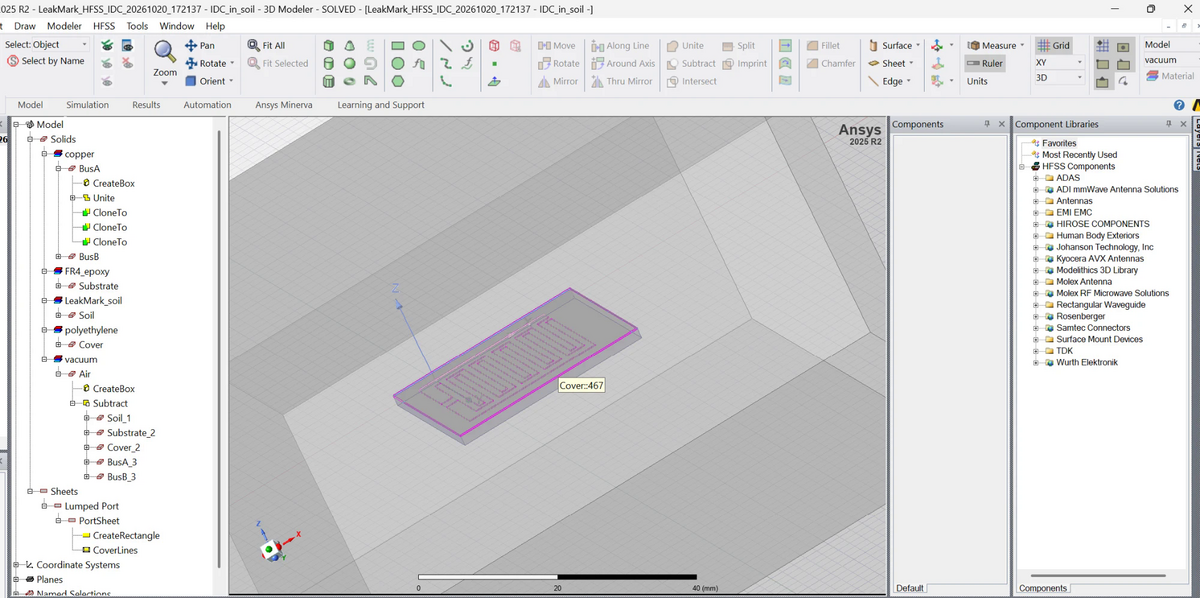 025 R2 - LeakMark_HFSS_IDC_20261020_172137 - IDC_in_soil - 3D Modeler - SOLVED - [LeakMark_HFSS_IDC_20261020_172137 - IDC_in_soil -]
t Draw Modeler HFSS Tools Window Help
Select: Object
Select by Name
Zoom
Pan
Rotate
Orient
Fit All
Fit Selected
Move
Rotate
Mirror
Along Line
Around Axis
Thru Mirror
Unite
Subtract
Intersect
Split
Imprint
Fillet
Chamfer
Surface
Sheet
Edge
Measure
Ruler
Units
Grid
XY
3D
Model
vacuum
Material
Model Simulation Results Automation Ansys Minerva Learning and Support
Model
Solids
copper
BusA
CreateBox
Unite
CloneTo
CloneTo
CloneTo
BusB
FR4_epoxy
Substrate
LeakMark_soil
Soil
polyethylene
Cover
vacuum
Air
CreateBox
Subtract
Soil_1
Substrate_2
Cover_2
BusA_3
BusB_3
Sheets
Lumped Port
PortSheet
CreateRectangle
CoverLines
Coordinate Systems
Planes
Named Selections
Ansys
2025 R2
Z
Cover::467
Z
X
Y
0 20 40 (mm)
Components
Default
Component Libraries
Favorites
Most Recently Used
HFSS Components
ADAS
ADI mmWave Antenna Solutions
Antennas
EMI EMC
HIROSE COMPONENTS
Human Body Exteriors
Johanson Technology, Inc
Kyocera AVX Antennas
Modelithics 3D Library
Molex Antenna
Molex RF Microwave Solutions
Rectangular Waveguide
Rosenberger
Samtec Connectors
Surface Mount Devices
TDK
Wurth Elektronik
Components